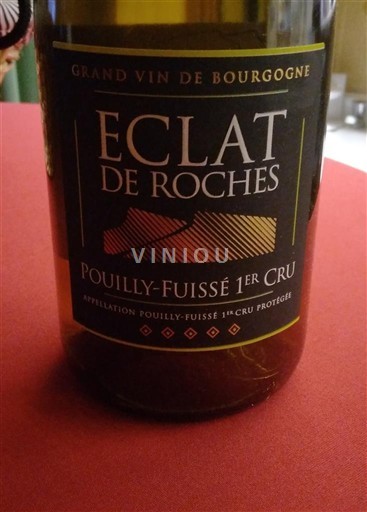 GRAND VIN DE BOURGOGNE
ECLAT
DE ROCHES
VINIOU
POUILLY-FUISSÉ 1ER CRU
APPELLATION POUILLY-FUISSÉ 1ER CRU PROTÉGÉE